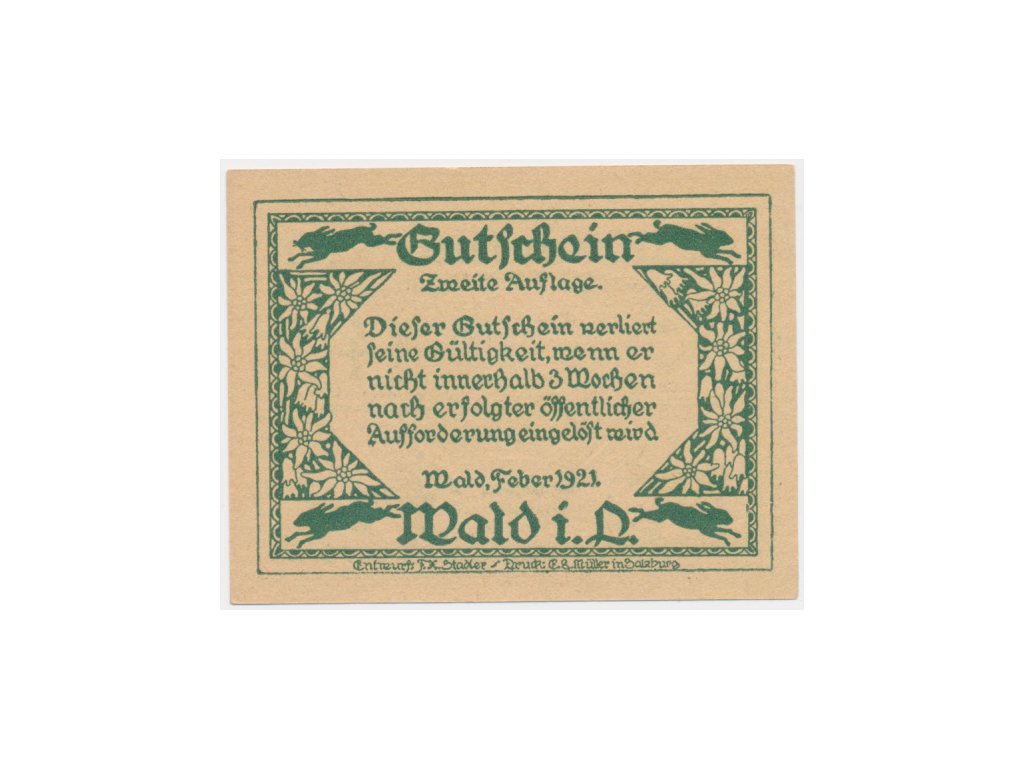 Gutschein
Zweite Auflage.
Dieser Gutschein verliert
seine Gültigkeit, wenn er
nicht innerhalb 3 Wochen
nach erfolgter öffentlicher
Aufforderung eingelöst wird
Wald, Feber 1921.
Wald i. P.
Entwurf: F. X. Stadler / Druck: E. & Müller in Salzburg